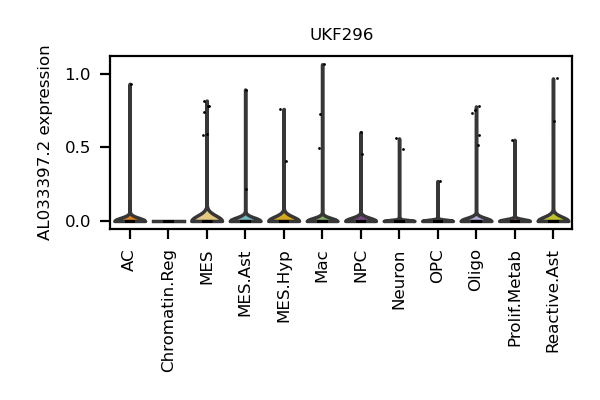 UKF296
AL033397.2 expression
1.0
0.5
0.0
AC
Chromatin.Reg
MES
MES.Ast
MES.Hyp
Mac
NPC
Neuron
OPC
Oligo
Prolif.Metab
Reactive.Ast